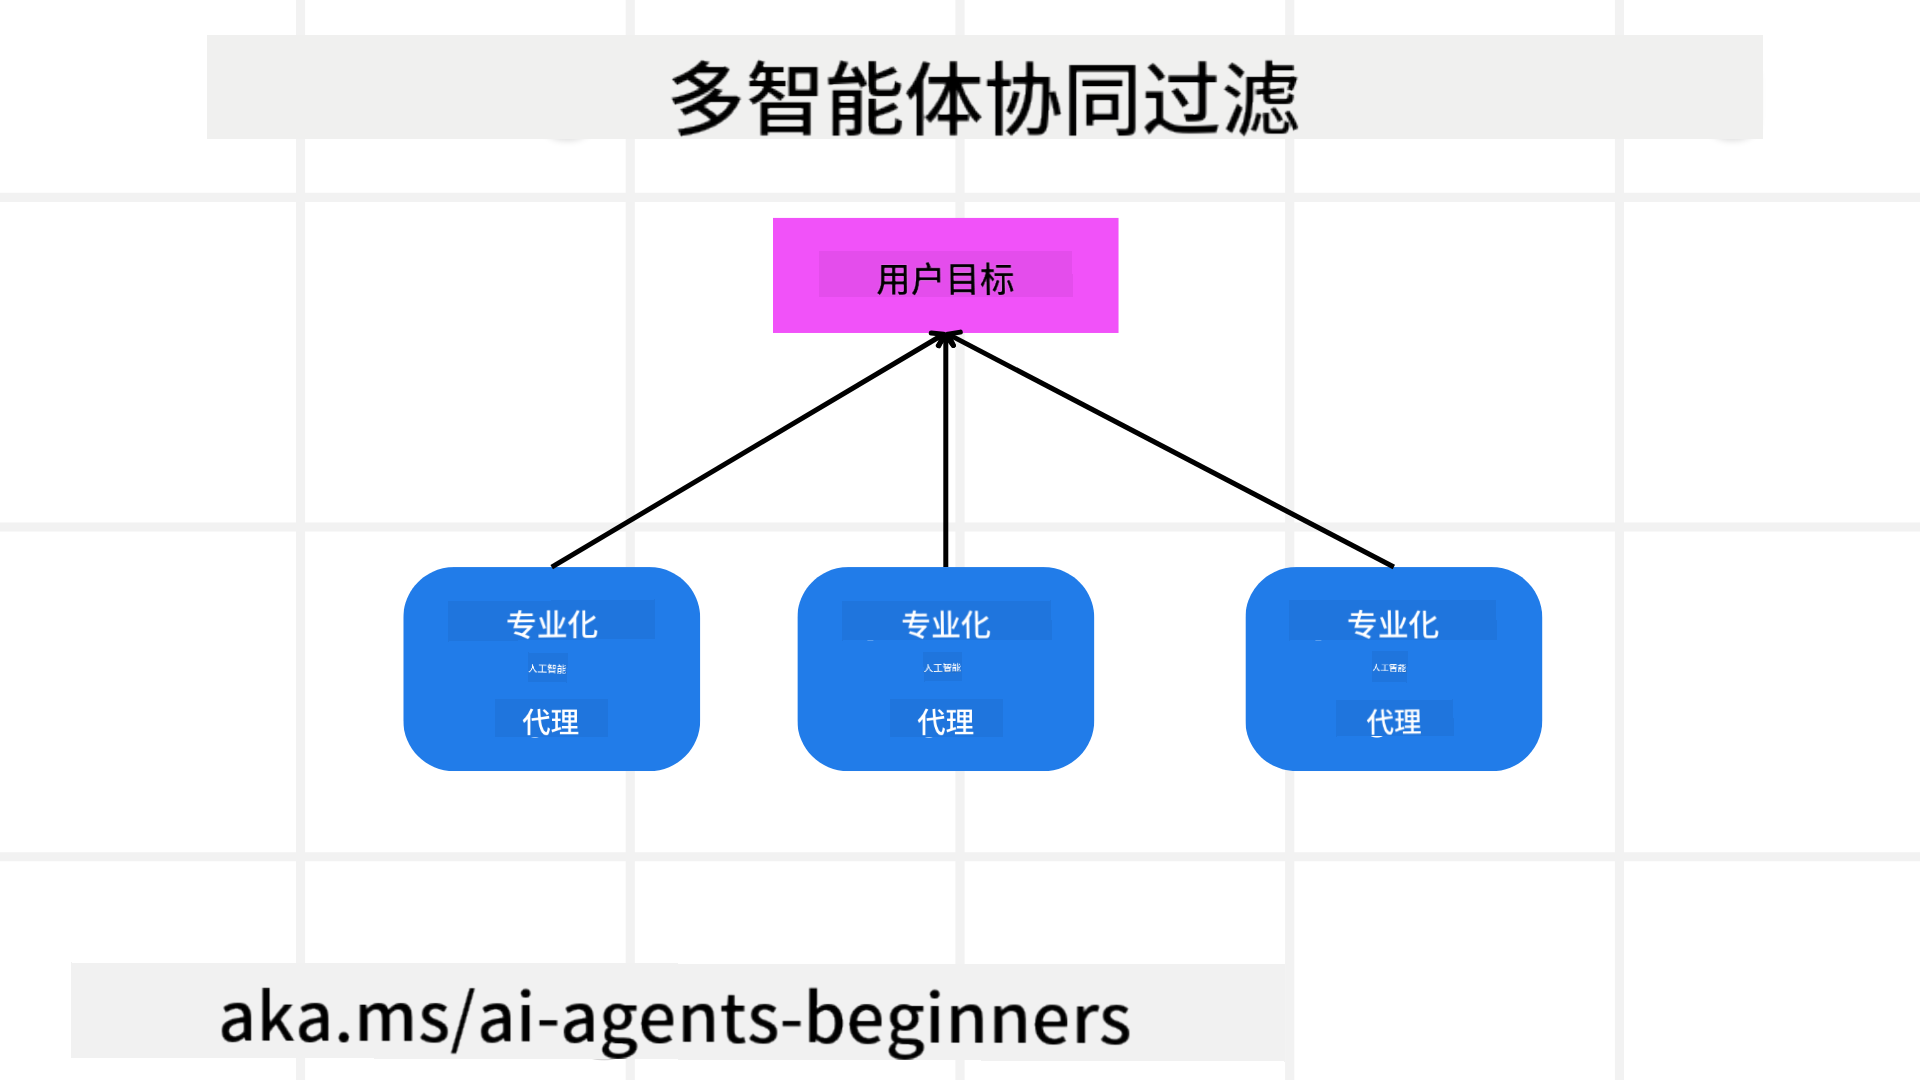 多智能体协同过滤
用户目标
专业化
人工智能
代理
专业化
人工智能
代理
专业化
人工智能
代理
aka.ms/ai-agents-beginners